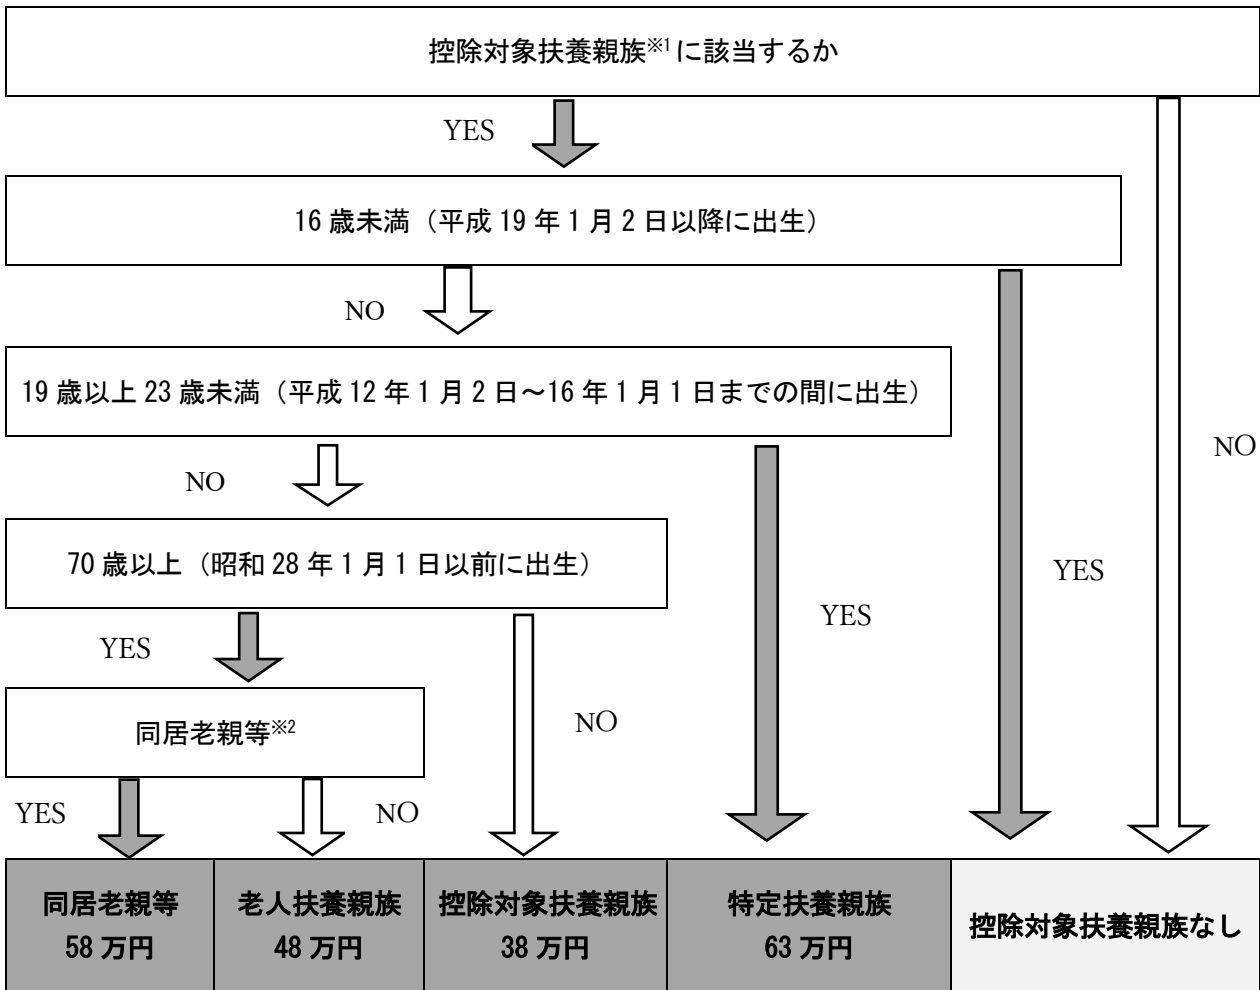 控除対象扶養親族※1に該当するか
YES
16歳未満（平成19年1月2日以降に出生）
NO
19歳以上23歳未満（平成12年1月2日～16年1月1日までの間に出生）
NO
NO
70歳以上（昭和28年1月1日以前に出生）
YES
YES
YES
同居老親等※2
NO
YES
NO
同居老親等
58万円
老人扶養親族
48万円
控除対象扶養親族
38万円
特定扶養親族
63万円
控除対象扶養親族なし